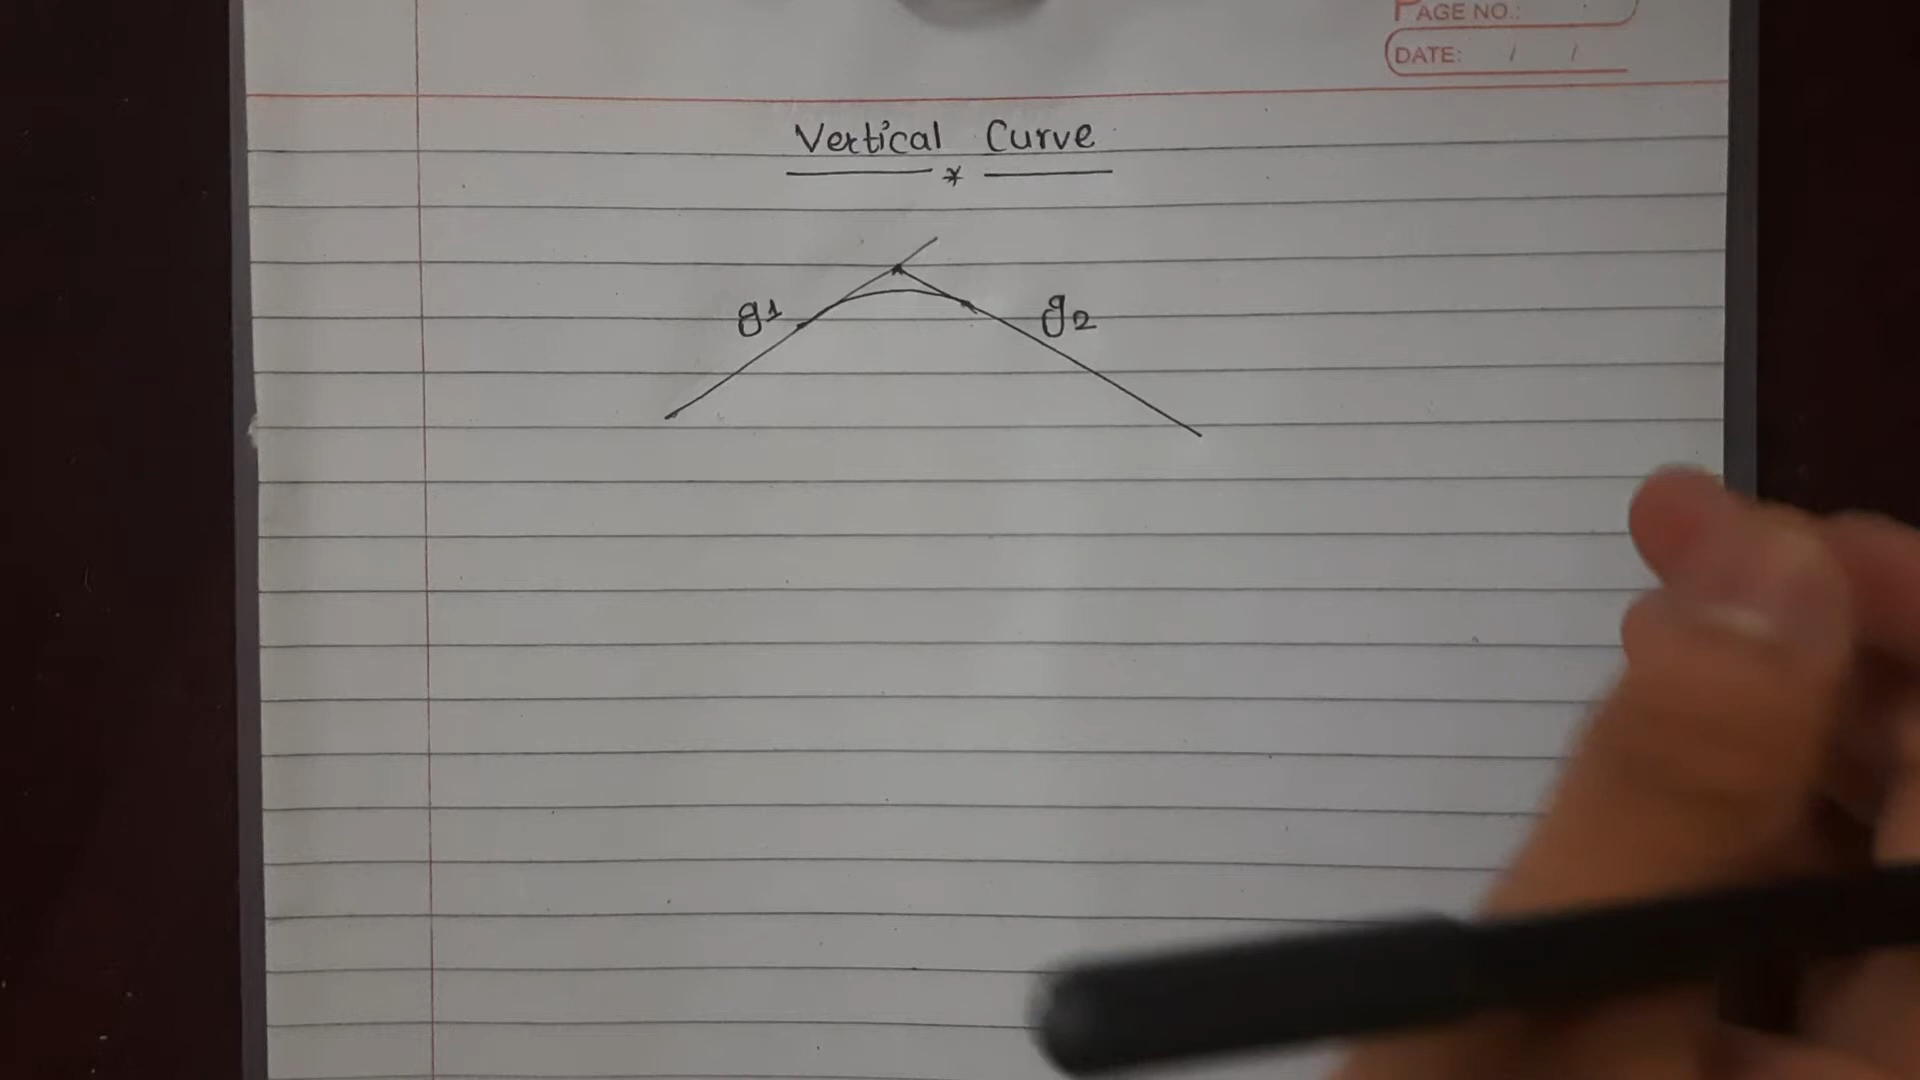 PAGE NO.:
DATE: / /
Vertical Curve
*
g1
g2